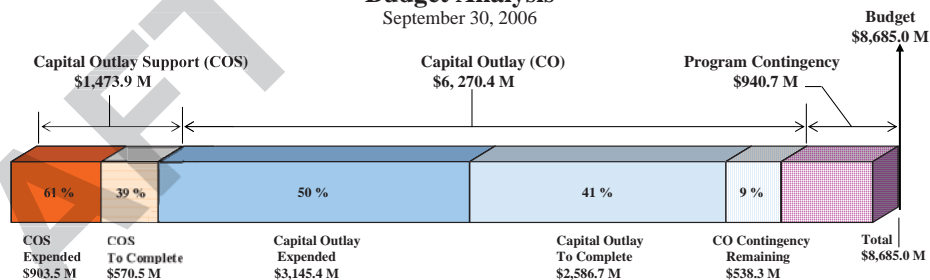 Budget Analysis
September 30, 2006
Budget
$8,685.0 M
Capital Outlay Support (COS)
$1,473.9 M
Capital Outlay (CO)
$6, 270.4 M
Program Contingency
$940.7 M
61 %
39 %
50 %
41 %
9 %
COS
Expended
$903.5 M
COS
To Complete
$570.5 M
Capital Outlay
Expended
$3,145.4 M
Capital Outlay
To Complete
$2,586.7 M
CO Contingency
Remaining
$538.3 M
Total
$8,685.0 M
AFT